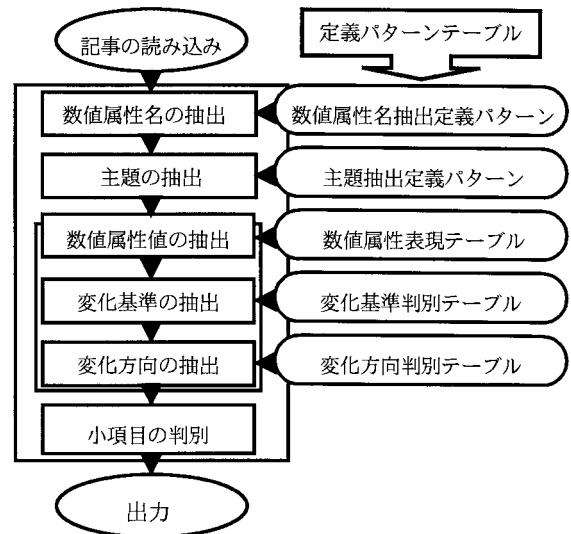 記事の読み込み
定義パターンテーブル
数値属性名の抽出
数値属性名抽出定義パターン
主題の抽出
主題抽出定義パターン
数値属性値の抽出
数値属性表現テーブル
変化基準の抽出
変化基準判別テーブル
変化方向の抽出
変化方向判別テーブル
小項目の判別
出力